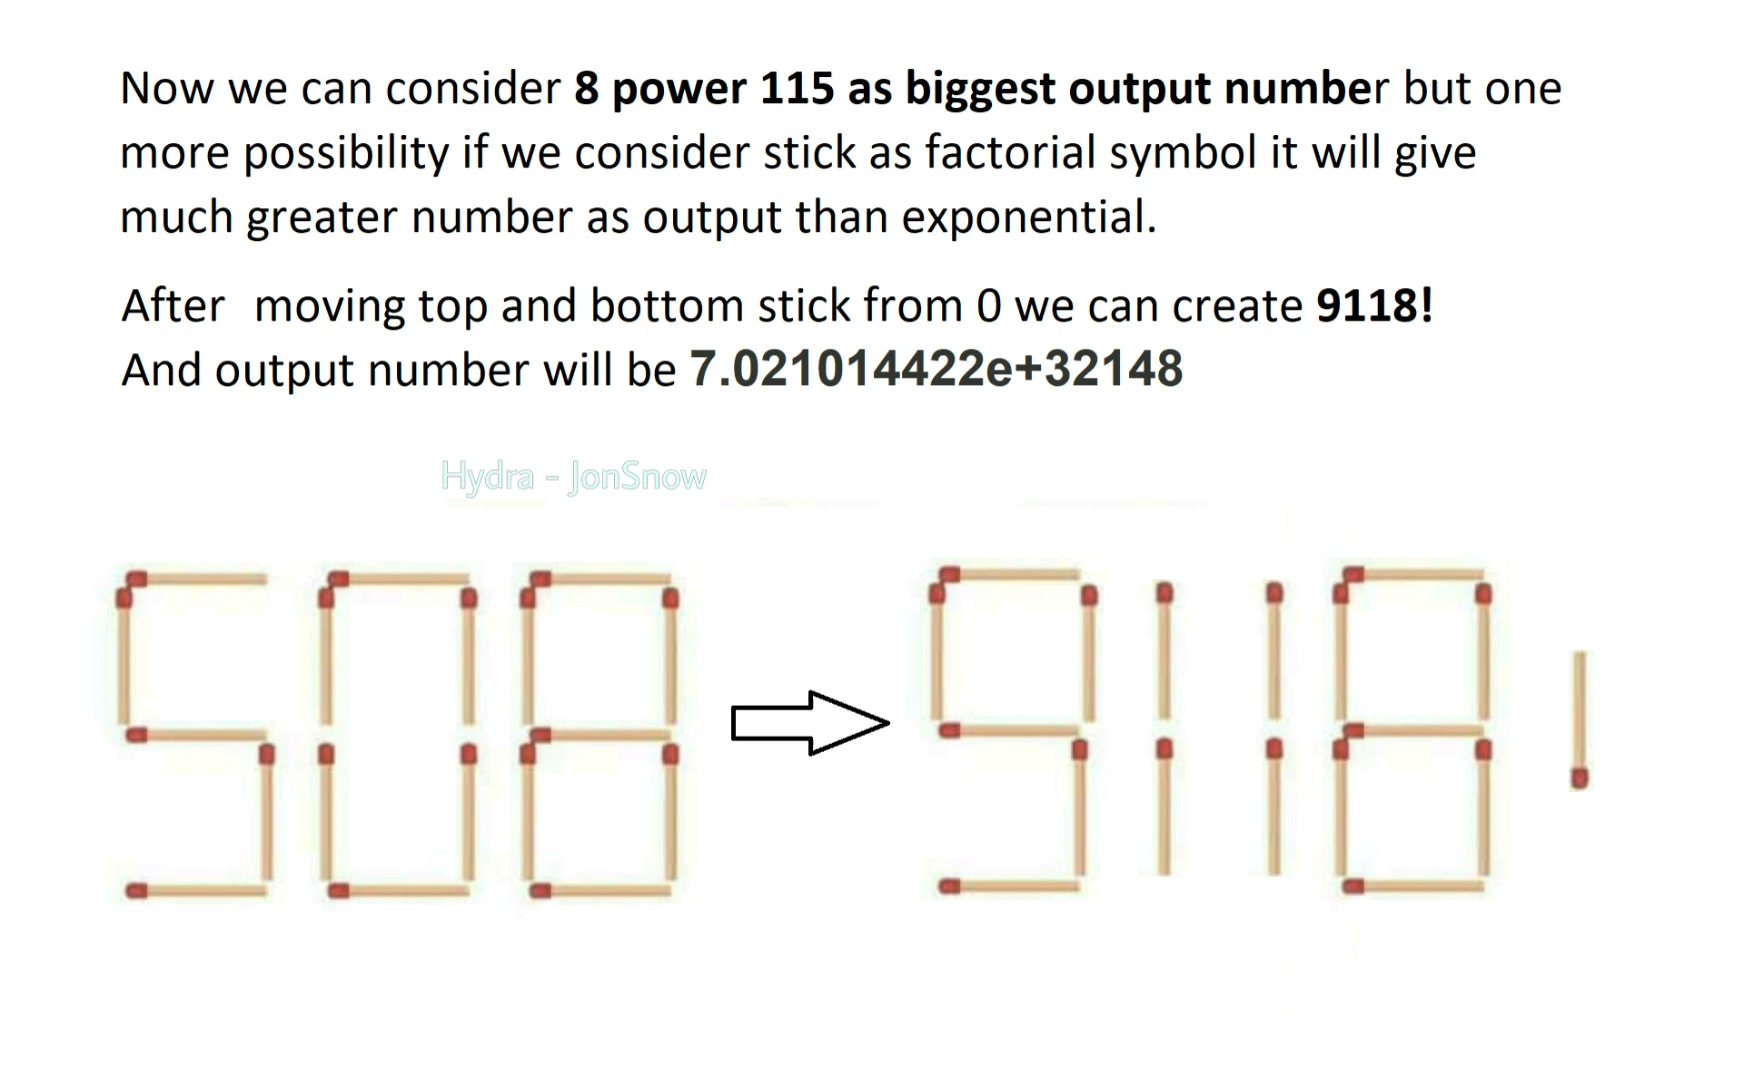 Now we can consider 8 power 115 as biggest output number but one
more possibility if we consider stick as factorial symbol it will give
much greater number as output than exponential.
After moving top and bottom stick from 0 we can create 9118!
And output number will be 7.021014422e+32148
Hydra - JonSnow
508 9118!